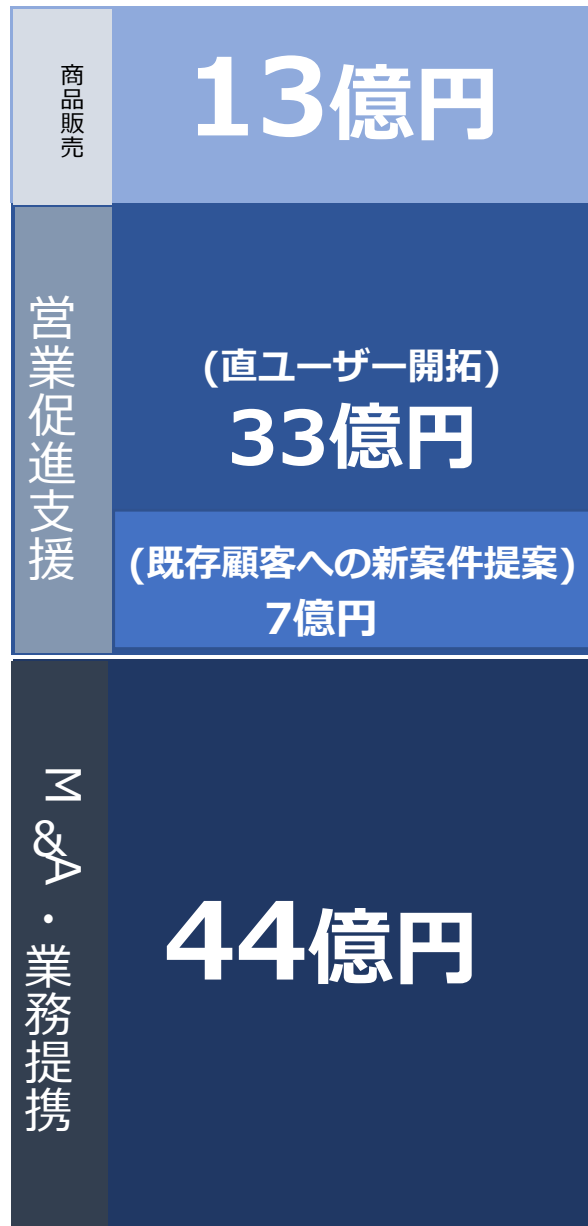 商品販売
13億円
営業促進支援
(直ユーザー開拓)
33億円
(既存顧客への新案件提案)
7億円
M&A・業務提携
44億円